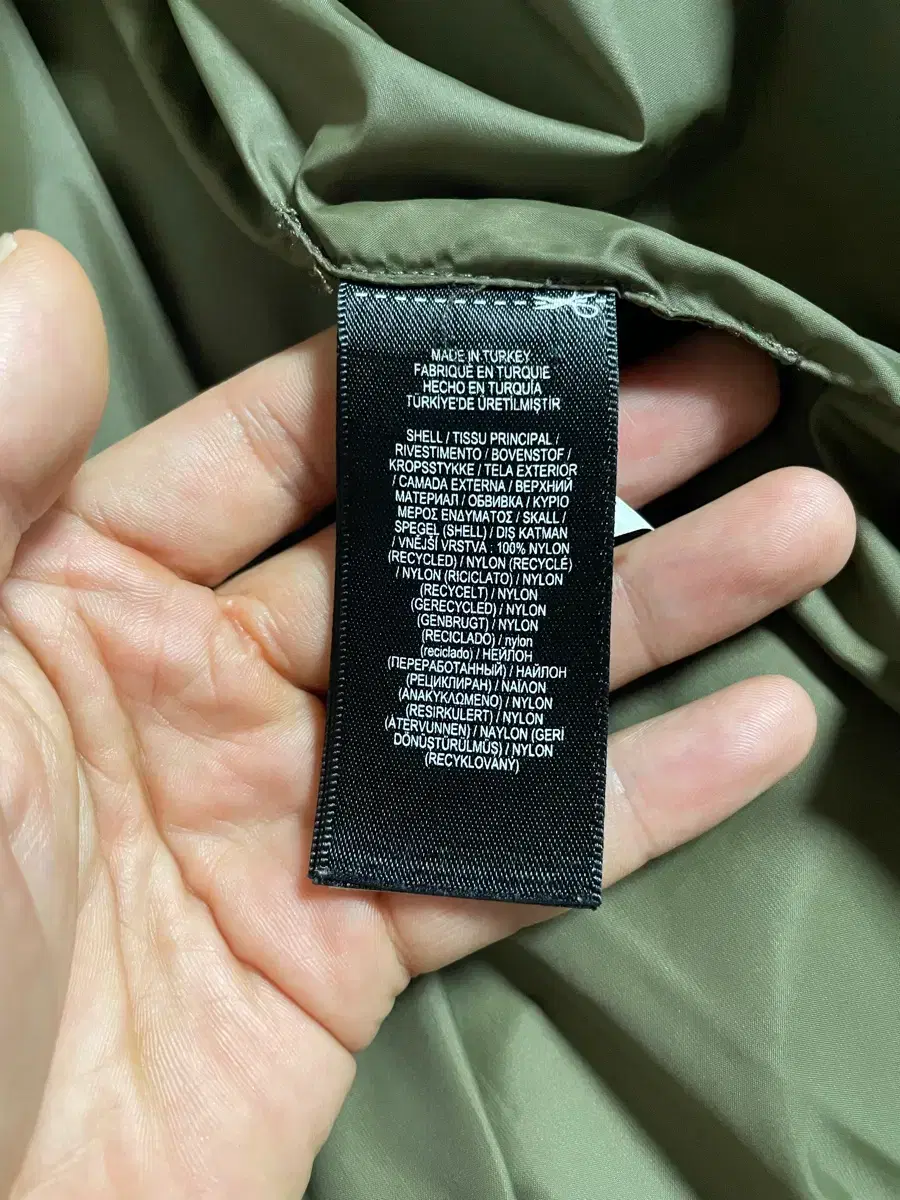 MADE IN TURKEY
FABRIQUÉ EN TURQUIE
HECHO EN TURQUÍA
TÜRKİYE'DE ÜRETİLMİŞTİR
SHELL / TISSU PRINCIPAL /
RIVESTIMENTO / BOVENSTOF /
KROPSSTYKKE / TELA EXTERIOR
/ CAMADA EXTERNA / ВЕРХНИЙ
МАТЕРИАЛ / ОБВИВКА / ΚΥΡΙΟ
ΜΕΡΟΣ ΕΝΔΥΜΑΤΟΣ / SKALL /
SPEGEL (SHELL) / DIŞ KATMAN
/ VNĚJŠÍ VRSTVA : 100% NYLON
(RECYCLED) / NYLON (RECYCLÉ)
/ NYLON (RICICLATO) / NYLON
(RECYCELT) / NYLON
(GERECYCLED) / NYLON
(GENBRUGT) / NYLON
(RECICLADO) / nylon
(reciclado) / НЕЙЛОН
(ПЕРЕРАБОТАННЫЙ) / НАЙЛОН
(РЕЦИКЛИРАН) / ΝΑΪΛΟΝ
(ΑΝΑΚΥΚΛΩΜΕΝΟ) / NYLON
(RESIRKULERT) / NYLON
(ÅTERVUNNEN) / NAYLON (GERİ
DÖNÜŞTÜRÜLMÜŞ) / NYLON
(RECYKLOVANÝ)